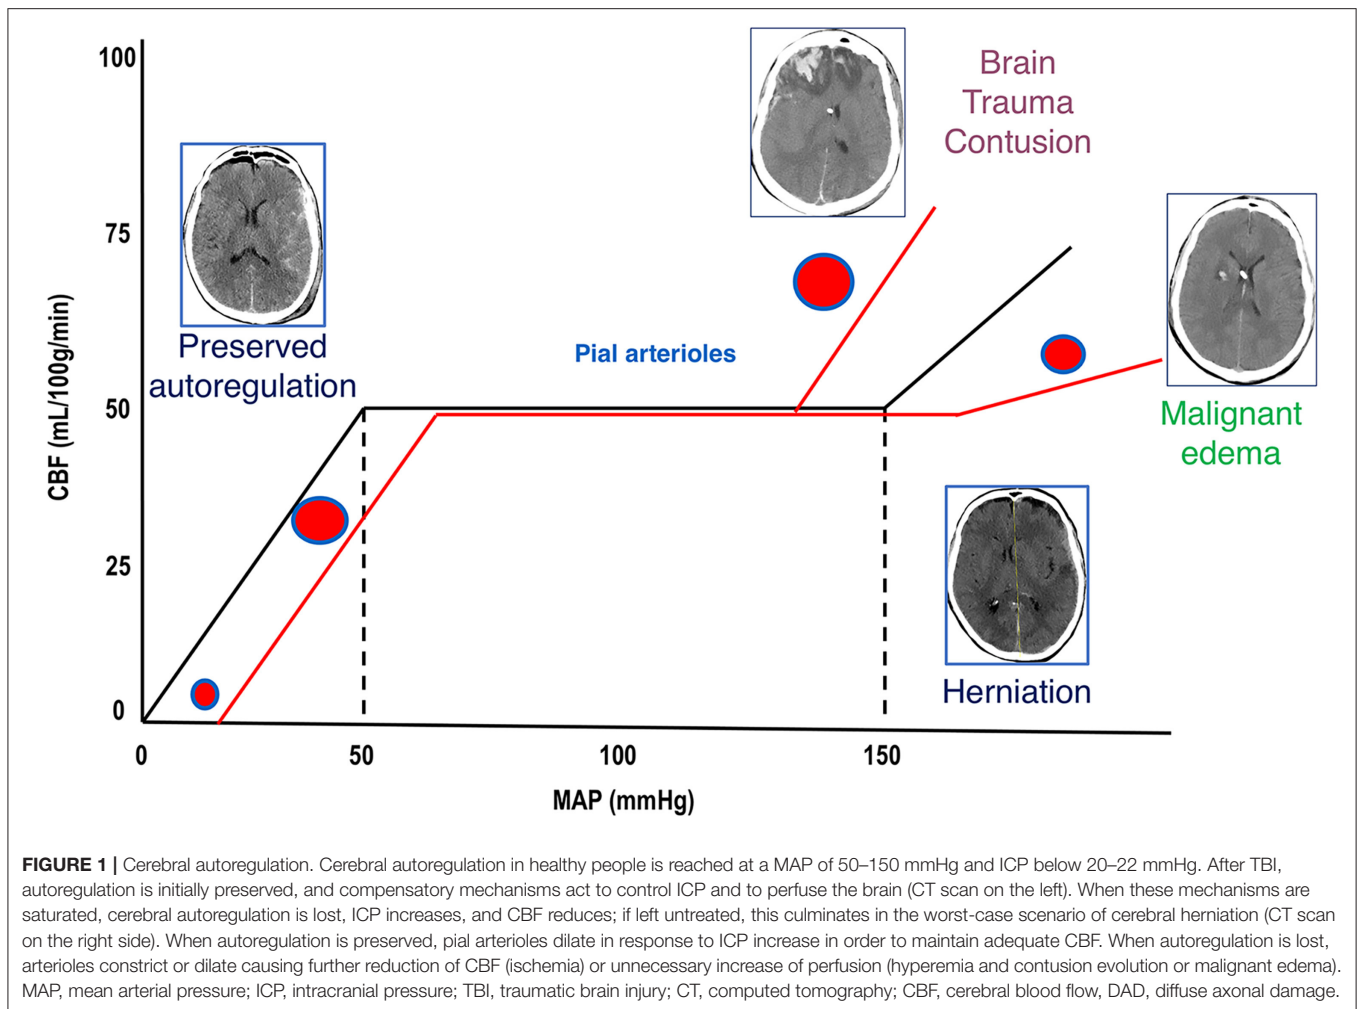 100
75
50
25
0
CBF (mL/100g/min)
Preserved
autoregulation
Pial arterioles
Brain
Trauma
Contusion
Malignant
edema
Herniation
0
50
100
150
MAP (mmHg)
FIGURE 1 | Cerebral autoregulation. Cerebral autoregulation in healthy people is reached at a MAP of 50–150 mmHg and ICP below 20–22 mmHg. After TBI,
autoregulation is initially preserved, and compensatory mechanisms act to control ICP and to perfuse the brain (CT scan on the left). When these mechanisms are
saturated, cerebral autoregulation is lost, ICP increases, and CBF reduces; if left untreated, this culminates in the worst-case scenario of cerebral herniation (CT scan
on the right side). When autoregulation is preserved, pial arterioles dilate in response to ICP increase in order to maintain adequate CBF. When autoregulation is lost,
arterioles constrict or dilate causing further reduction of CBF (ischemia) or unnecessary increase of perfusion (hyperemia and contusion evolution or malignant edema).
MAP, mean arterial pressure; ICP, intracranial pressure; TBI, traumatic brain injury; CT, computed tomography; CBF, cerebral blood flow, DAD, diffuse axonal damage.